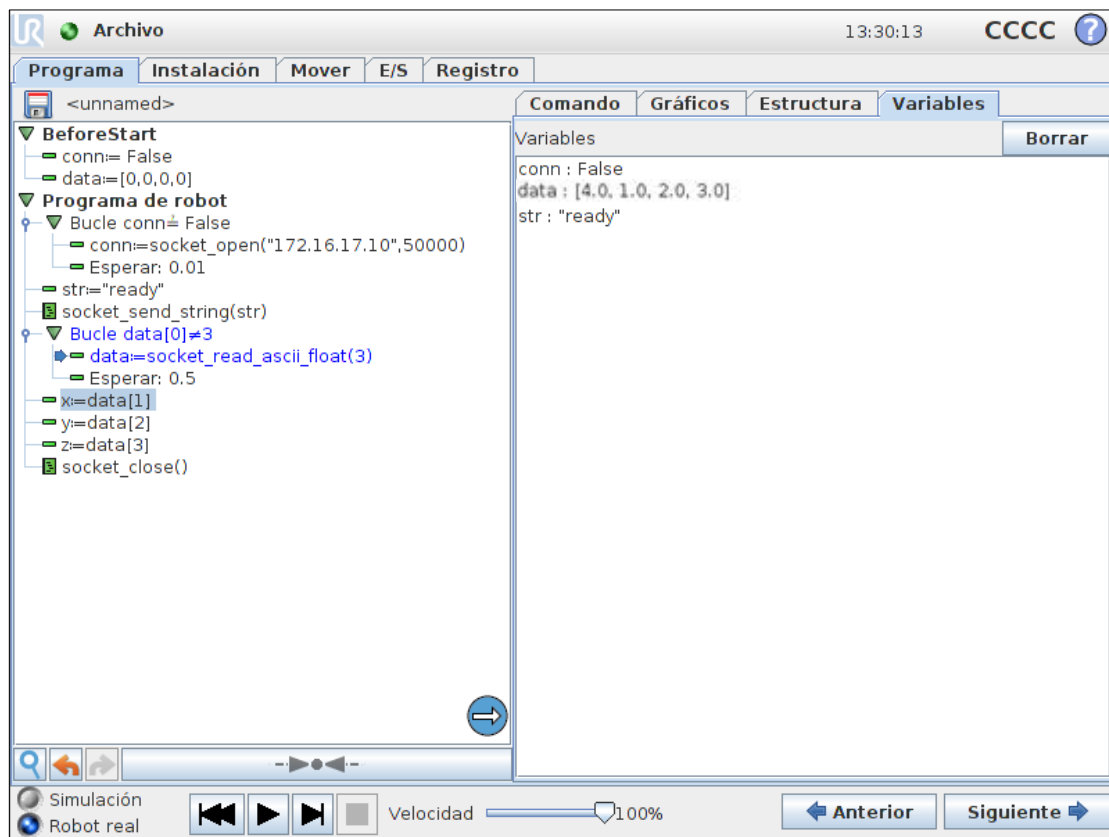 UR Archivo 13:30:13 CCCC ?
Programa Instalación Mover E/S Registro
<unnamed>
Comando Gráficos Estructura Variables
Variables Borrar
BeforeStart
conn:= False
data:=[0,0,0,0]
Programa de robot
Bucle conn≟ False
conn:=socket_open("172.16.17.10",50000)
Esperar: 0.01
str:="ready"
socket_send_string(str)
Bucle data[0]≠3
data:=socket_read_ascii_float(3)
Esperar: 0.5
x:=data[1]
y:=data[2]
z:=data[3]
socket_close()
conn : False
data : [4.0, 1.0, 2.0, 3.0]
str : "ready"
Simulación
Robot real
Velocidad 100%
Anterior Siguiente